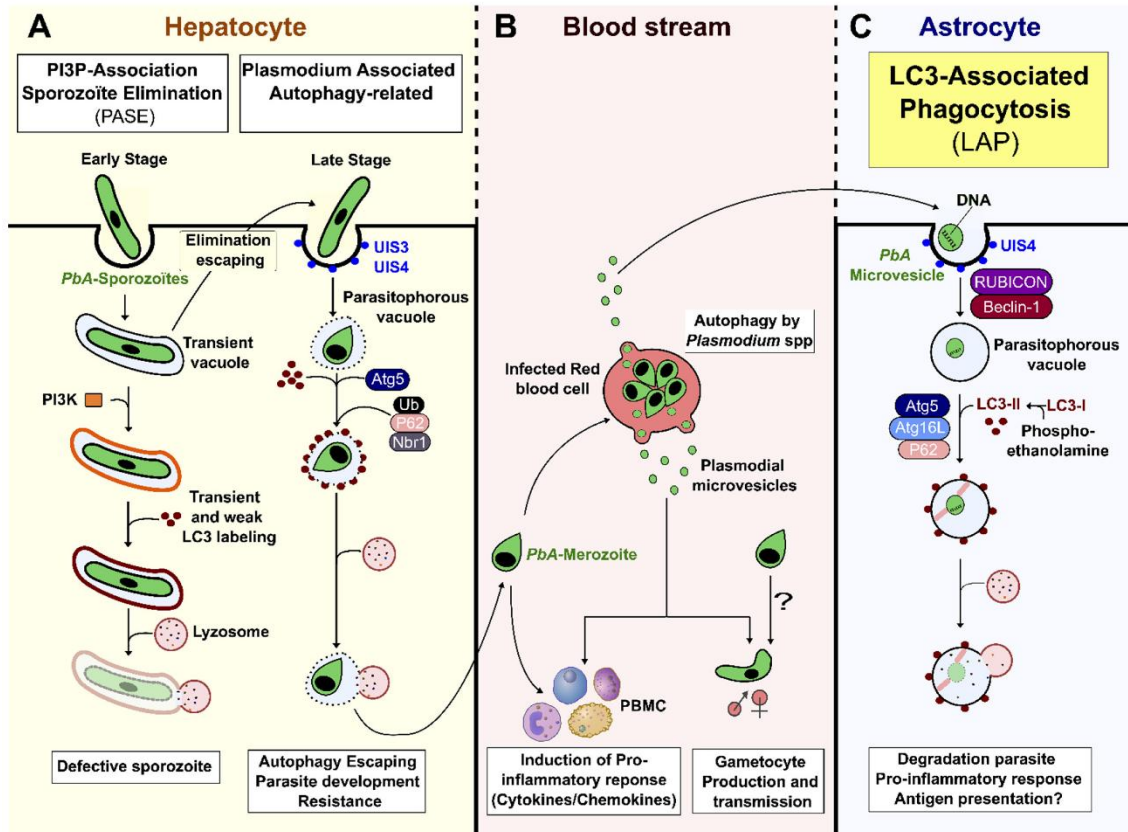 A
Hepatocyte
PI3P-Association
Sporozoïte Elimination
(PASE)
Plasmodium Associated
Autophagy-related
Early Stage
Late Stage
Elimination
escaping
UIS3
UIS4
PbA-Sporozoïtes
Transient
vacuole
Parasitophorous
vacuole
PI3K
Atg5
Ub
P62
Nbr1
Transient
and weak
LC3 labeling
Lyzosome
Defective sporozoite
Autophagy Escaping
Parasite development
Resistance
B
Blood stream
Autophagy by
Plasmodium spp
Infected Red
blood cell
Plasmodial
microvesicles
PbA-Merozoite
?
PBMC
Induction of Pro-
inflammatory reponse
(Cytokines/Chemokines)
Gametocyte
Production and
transmission
C
Astrocyte
LC3-Associated
Phagocytosis
(LAP)
DNA
PbA
Microvesicle
UIS4
RUBICON
Beclin-1
Parasitophorous
vacuole
Atg5
Atg16L
P62
LC3-II
LC3-I
Phospho-
ethanolamine
Degradation parasite
Pro-inflammatory response
Antigen presentation?